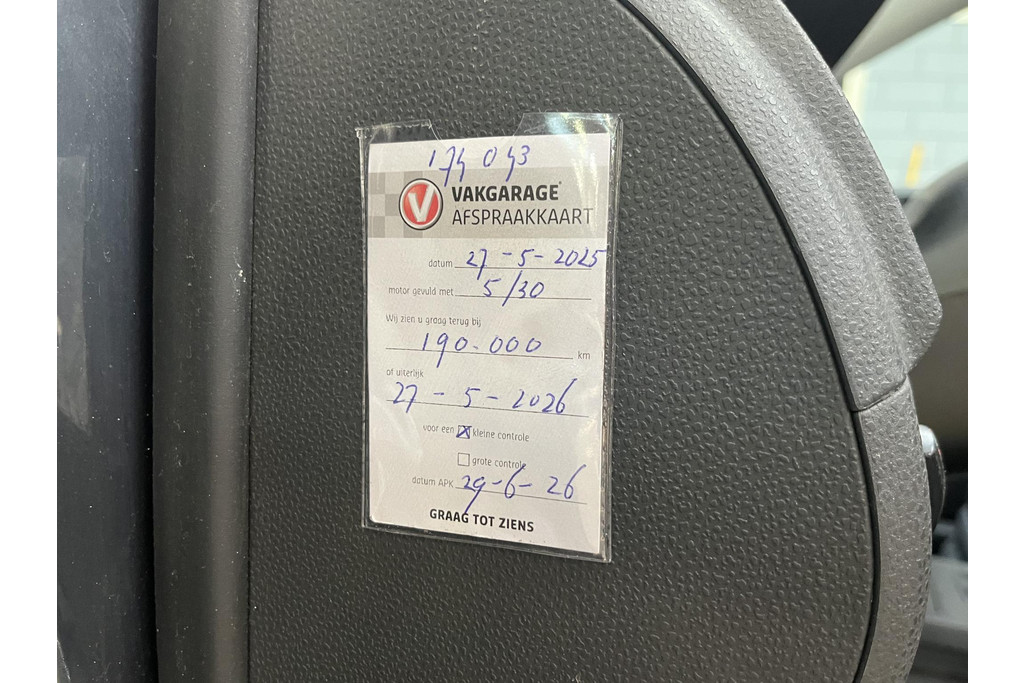 174 043
V VAKGARAGE
AFSPRAAKKAART
datum 27-5-2025
motor gevuld met 5/30
Wij zien u graag terug bij
190.000 km
of uiterlijk
27-5-2026
voor een kleine controle
grote controle
datum APK 29-6-26
GRAAG TOT ZIENS